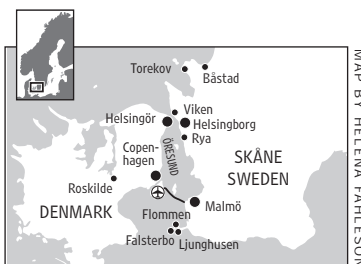 Torekov
Båstad
Viken
Helsingör
Helsingborg
Rya
ÖRESUND
Copen-
hagen
SKÅNE
SWEDEN
Roskilde
DENMARK
Malmö
Flommen
Falsterbo
Ljunghusen
MAP BY HELENA FAHLESON